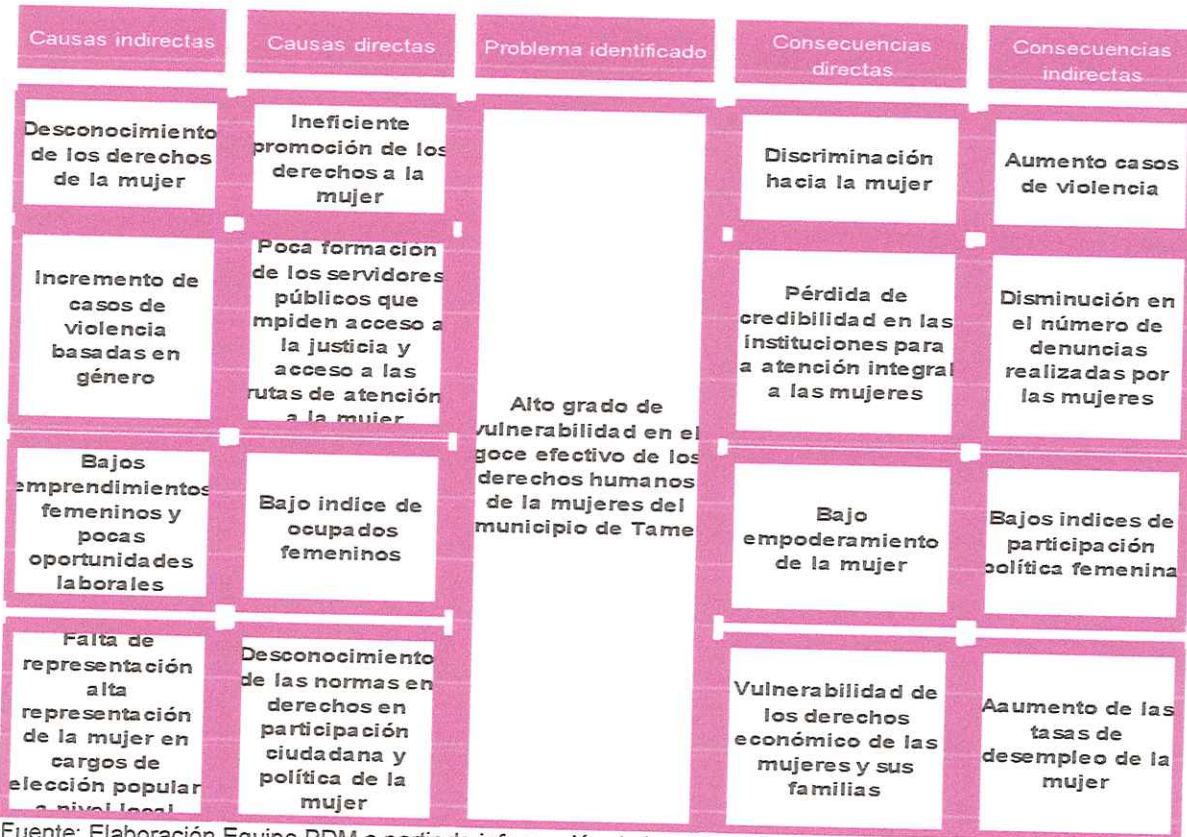 Causas indirectas
Causas directas
Problema identificado
Consecuencias
directas
Consecuencias
indirectas
Desconocimiento
de los derechos
de la mujer
Ineficiente
promoción de los
derechos a la
mujer
Discriminación
hacia la mujer
Aumento casos
de violencia
Incremento de
casos de
violencia
basadas en
género
Poca formación
de los servidores
públicos que
mpiden acceso a
la justicia y
acceso a las
rutas de atención
a la mujer
Alto grado de
vulnerabilidad en el
goce efectivo de los
derechos humanos
de la mujeres del
municipio de Tame
Pérdida de
credibilidad en las
instituciones para
a atención integral
a las mujeres
Disminución en
el número de
denuncias
realizadas por
las mujeres
Bajos
emprendimientos
femeninos y
pocas
oportunidades
laborales
Bajo indice de
ocupados
femeninos
Bajo
empoderamiento
de la mujer
Bajos indices de
participación
política femenina
Falta de
representación
alta
representación
de la mujer en
cargos de
elección popular
a nivel local
Desconocimiento
de las normas en
derechos en
participación
ciudadana y
política de la
mujer
Vulnerabilidad de
los derechos
económico de las
mujeres y sus
familias
Aaumento de las
tasas de
desempleo de la
mujer
Fuente: Elaboración Equipo PDM a partir de información